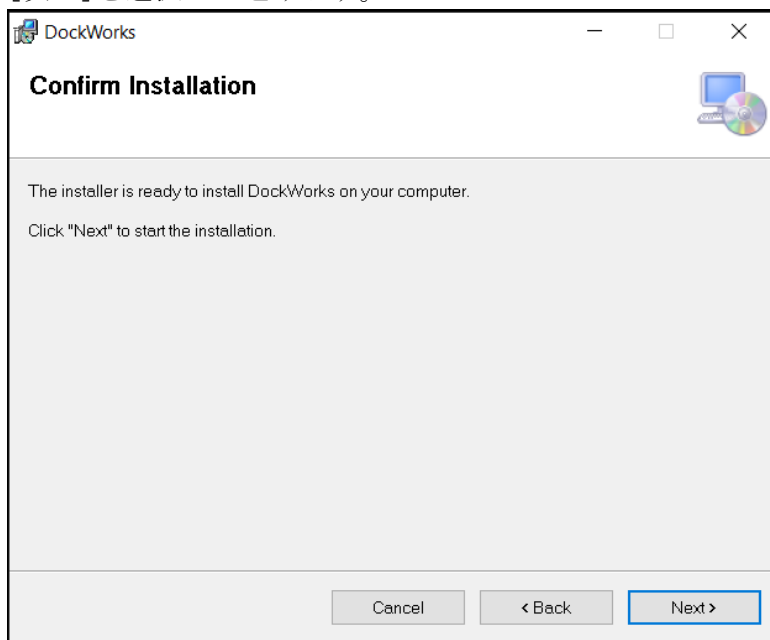 DockWorks
Confirm Installation
The installer is ready to install DockWorks on your computer.
Click "Next" to start the installation.
Cancel
< Back
Next >